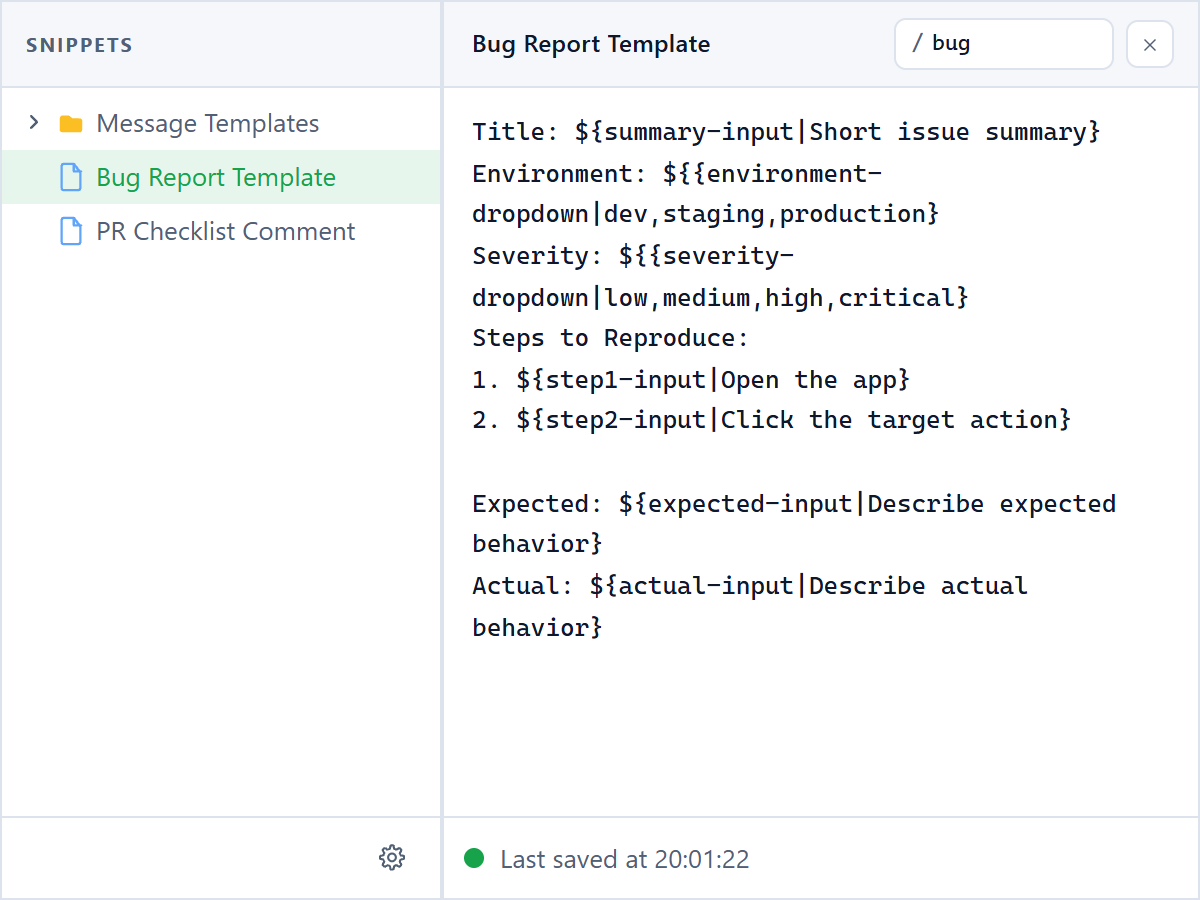 SNIPPETS
Message Templates
Bug Report Template
PR Checklist Comment
Bug Report Template
/ bug
Title: ${summary-input|Short issue summary}
Environment: ${{environment-
dropdown|dev,staging,production}
Severity: ${{severity-
dropdown|low,medium,high,critical}
Steps to Reproduce:
1. ${step1-input|Open the app}
2. ${step2-input|Click the target action}
Expected: ${expected-input|Describe expected
behavior}
Actual: ${actual-input|Describe actual
behavior}
Last saved at 20:01:22